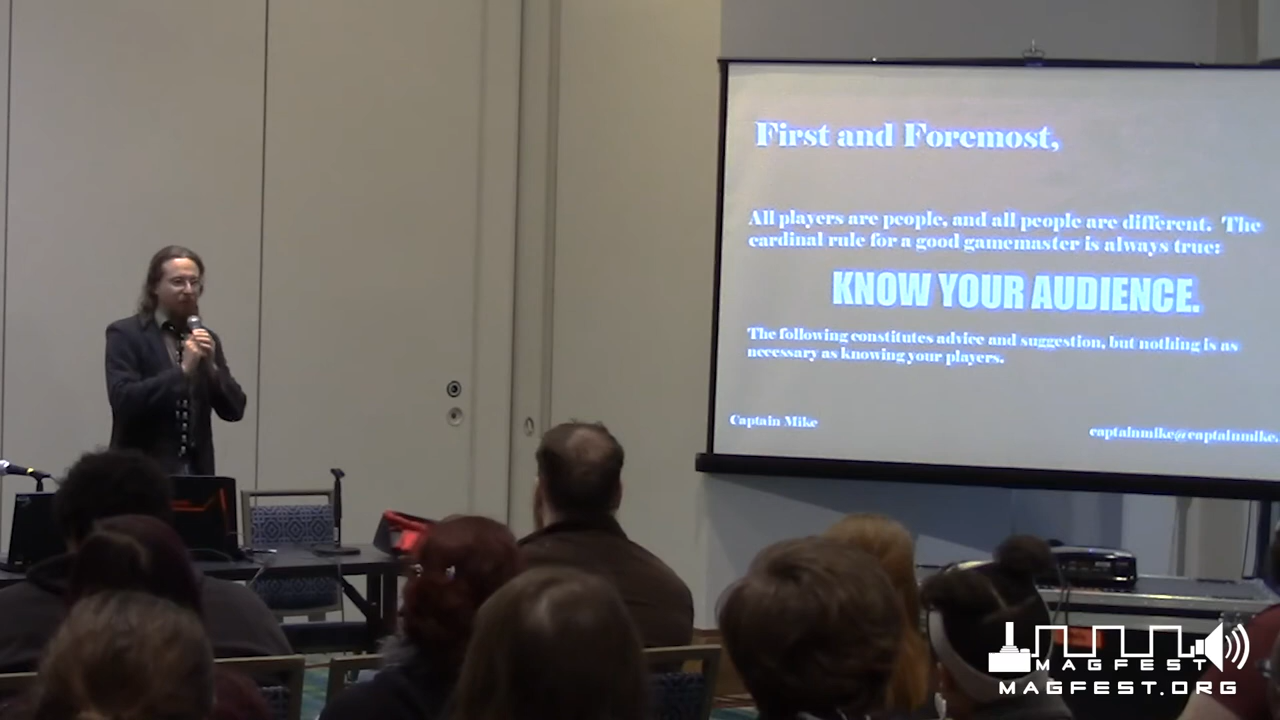 First and Foremost,
All players are people, and all people are different. The
cardinal rule for a good gamemaster is always true:
KNOW YOUR AUDIENCE.
The following constitutes advice and suggestion, but nothing is as
necessary as knowing your players.
Captain Mike
captainmike@captainmike.
MAGFEST
MAGFEST.ORG